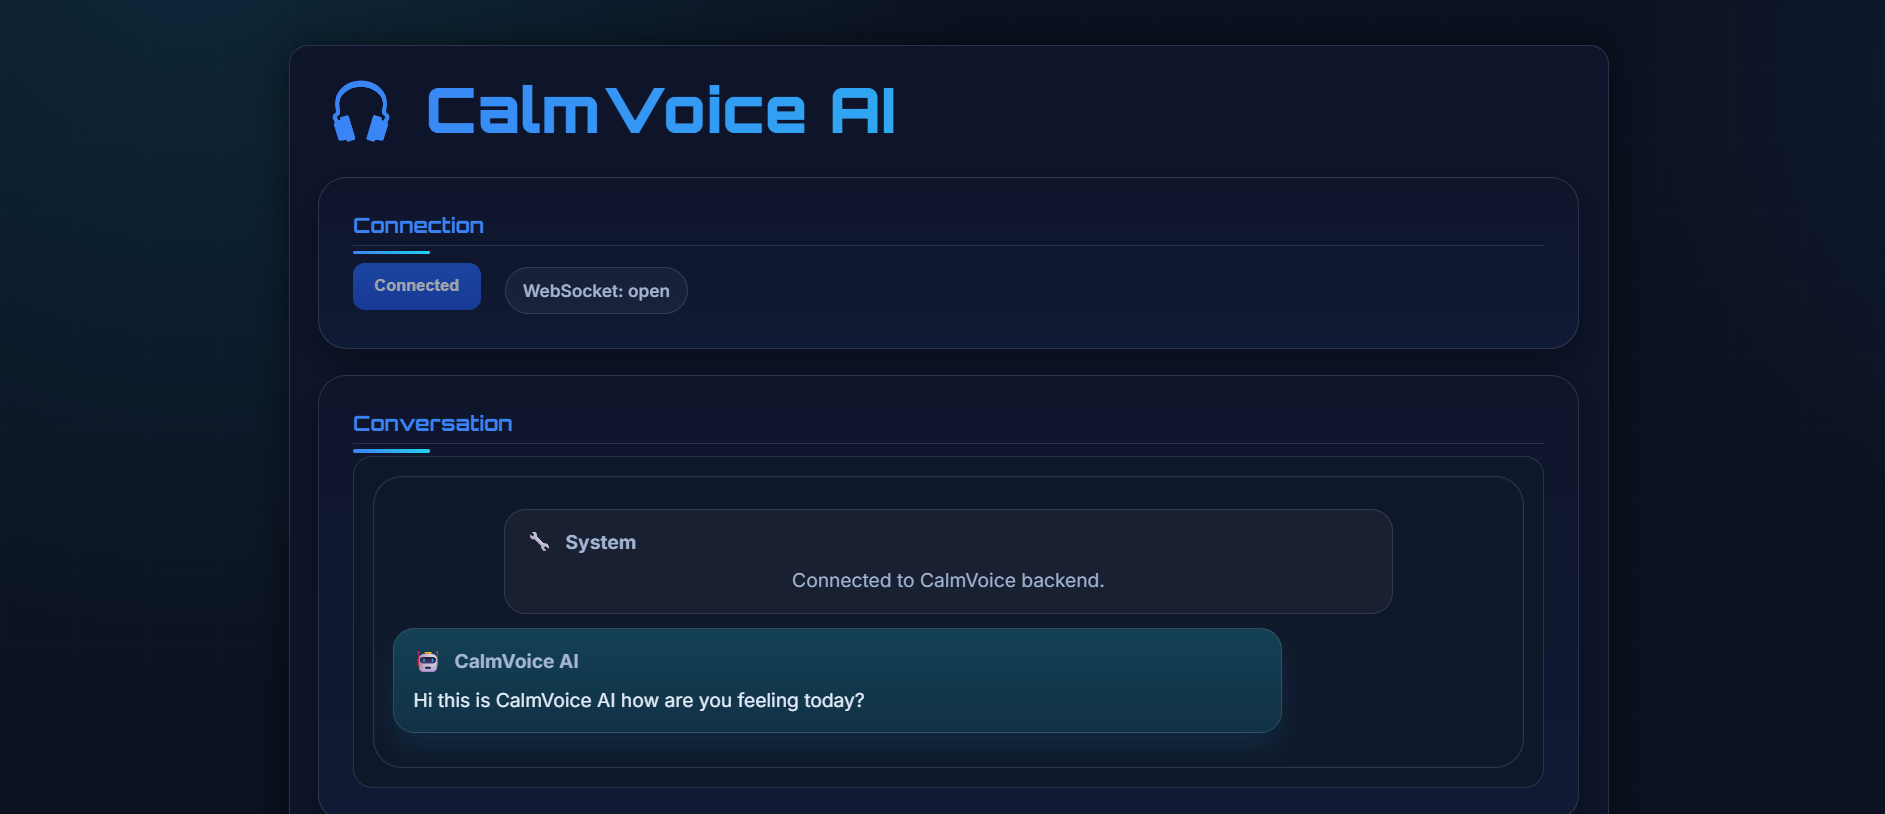 CalmVoice AI
Connection
Connected
WebSocket: open
Conversation
System
Connected to CalmVoice backend.
CalmVoice AI
Hi this is CalmVoice AI how are you feeling today?